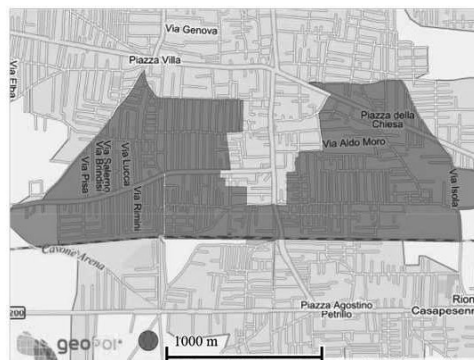 Via Genova
Piazza Villa
Via Elba
Piazza della
Chiesa
Via Aldo Moro
Via Pisa
Via Brindisi
Via Salerno
Via Lucca
Via Rimini
Via Isola
Cavone Arena
Piazza Agostino
Petrillo
Rion
Casapesenn
200
geopoi
1000 m